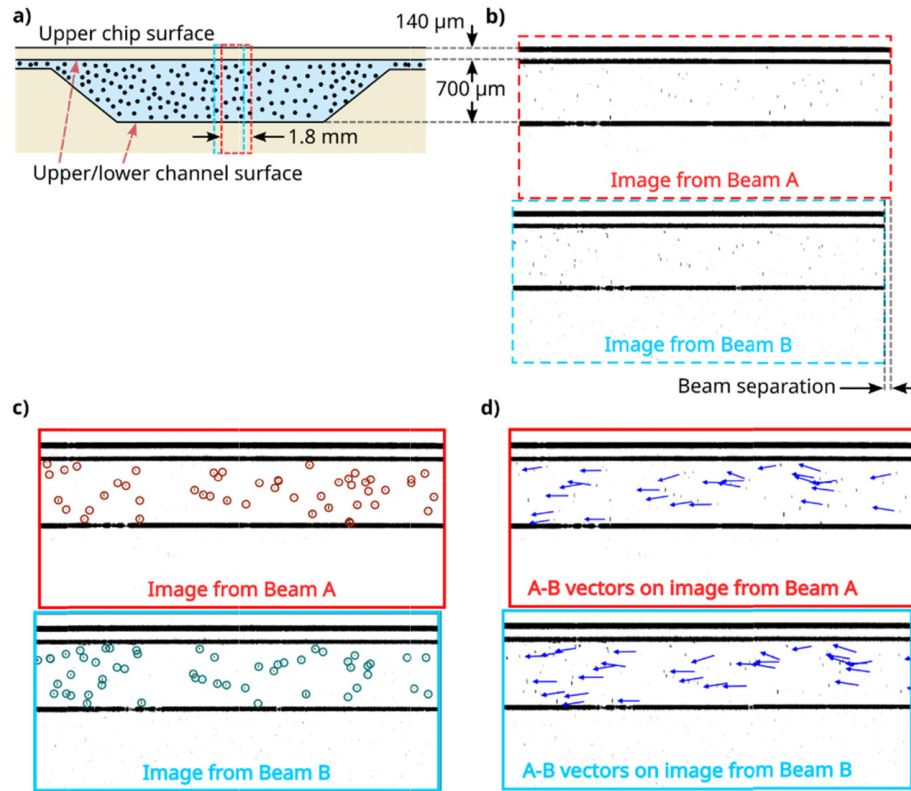 a)
Upper chip surface
140 µm
700 µm
1.8 mm
Upper/lower channel surface
b)
Image from Beam A
Image from Beam B
Beam separation
c)
Image from Beam A
Image from Beam B
d)
A-B vectors on image from Beam A
A-B vectors on image from Beam B